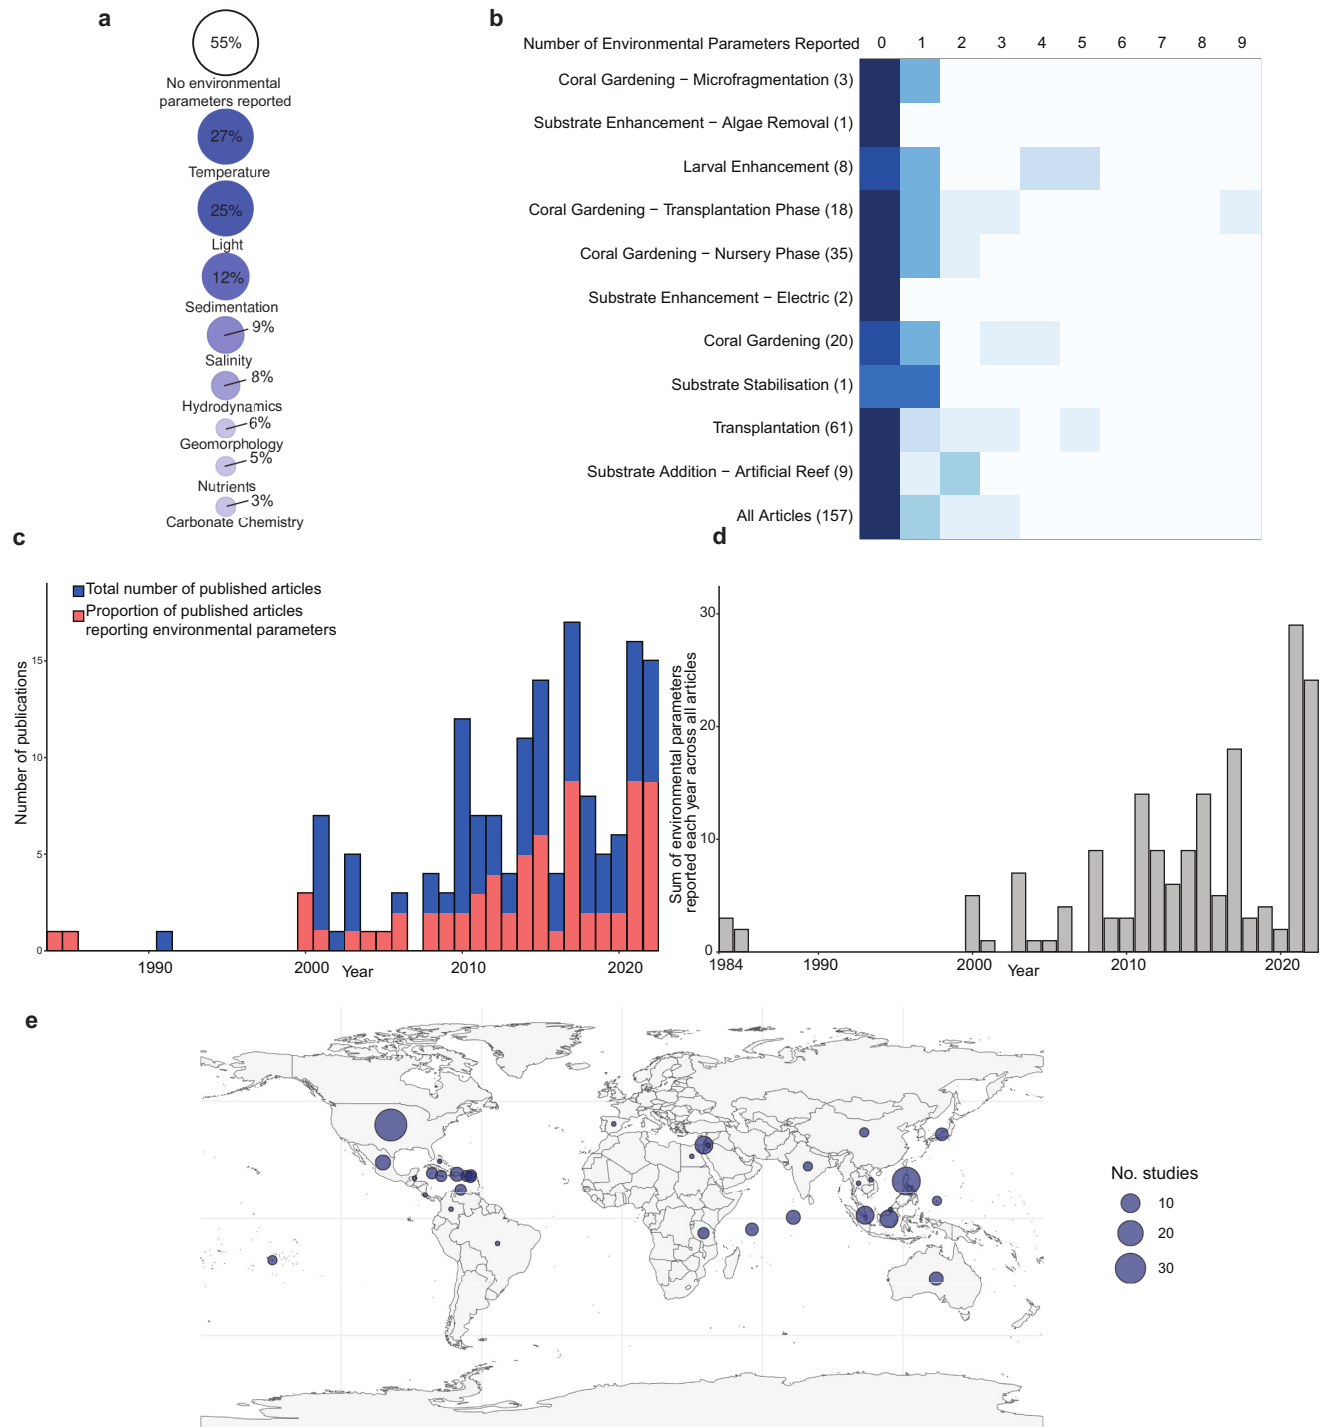 a
55%
No environmental
parameters reported
27%
Temperature
25%
Light
12%
Sedimentation
9%
Salinity
8%
Hydrodynamics
6%
Geomorphology
5%
Nutrients
3%
Carbonate Chemistry
b
Number of Environmental Parameters Reported 0 1 2 3 4 5 6 7 8 9
Coral Gardening − Microfragmentation (3)
Substrate Enhancement − Algae Removal (1)
Larval Enhancement (8)
Coral Gardening − Transplantation Phase (18)
Coral Gardening − Nursery Phase (35)
Substrate Enhancement − Electric (2)
Coral Gardening (20)
Substrate Stabilisation (1)
Transplantation (61)
Substrate Addition − Artificial Reef (9)
All Articles (157)
c
Total number of published articles
Proportion of published articles
reporting environmental parameters
Number of publications
15
10
5
0
1990 2000 2010 2020
Year
d
Sum of environmental parameters
reported each year across all articles
30
20
10
0
1984 1990 2000 2010 2020
Year
e
No. studies
10
20
30